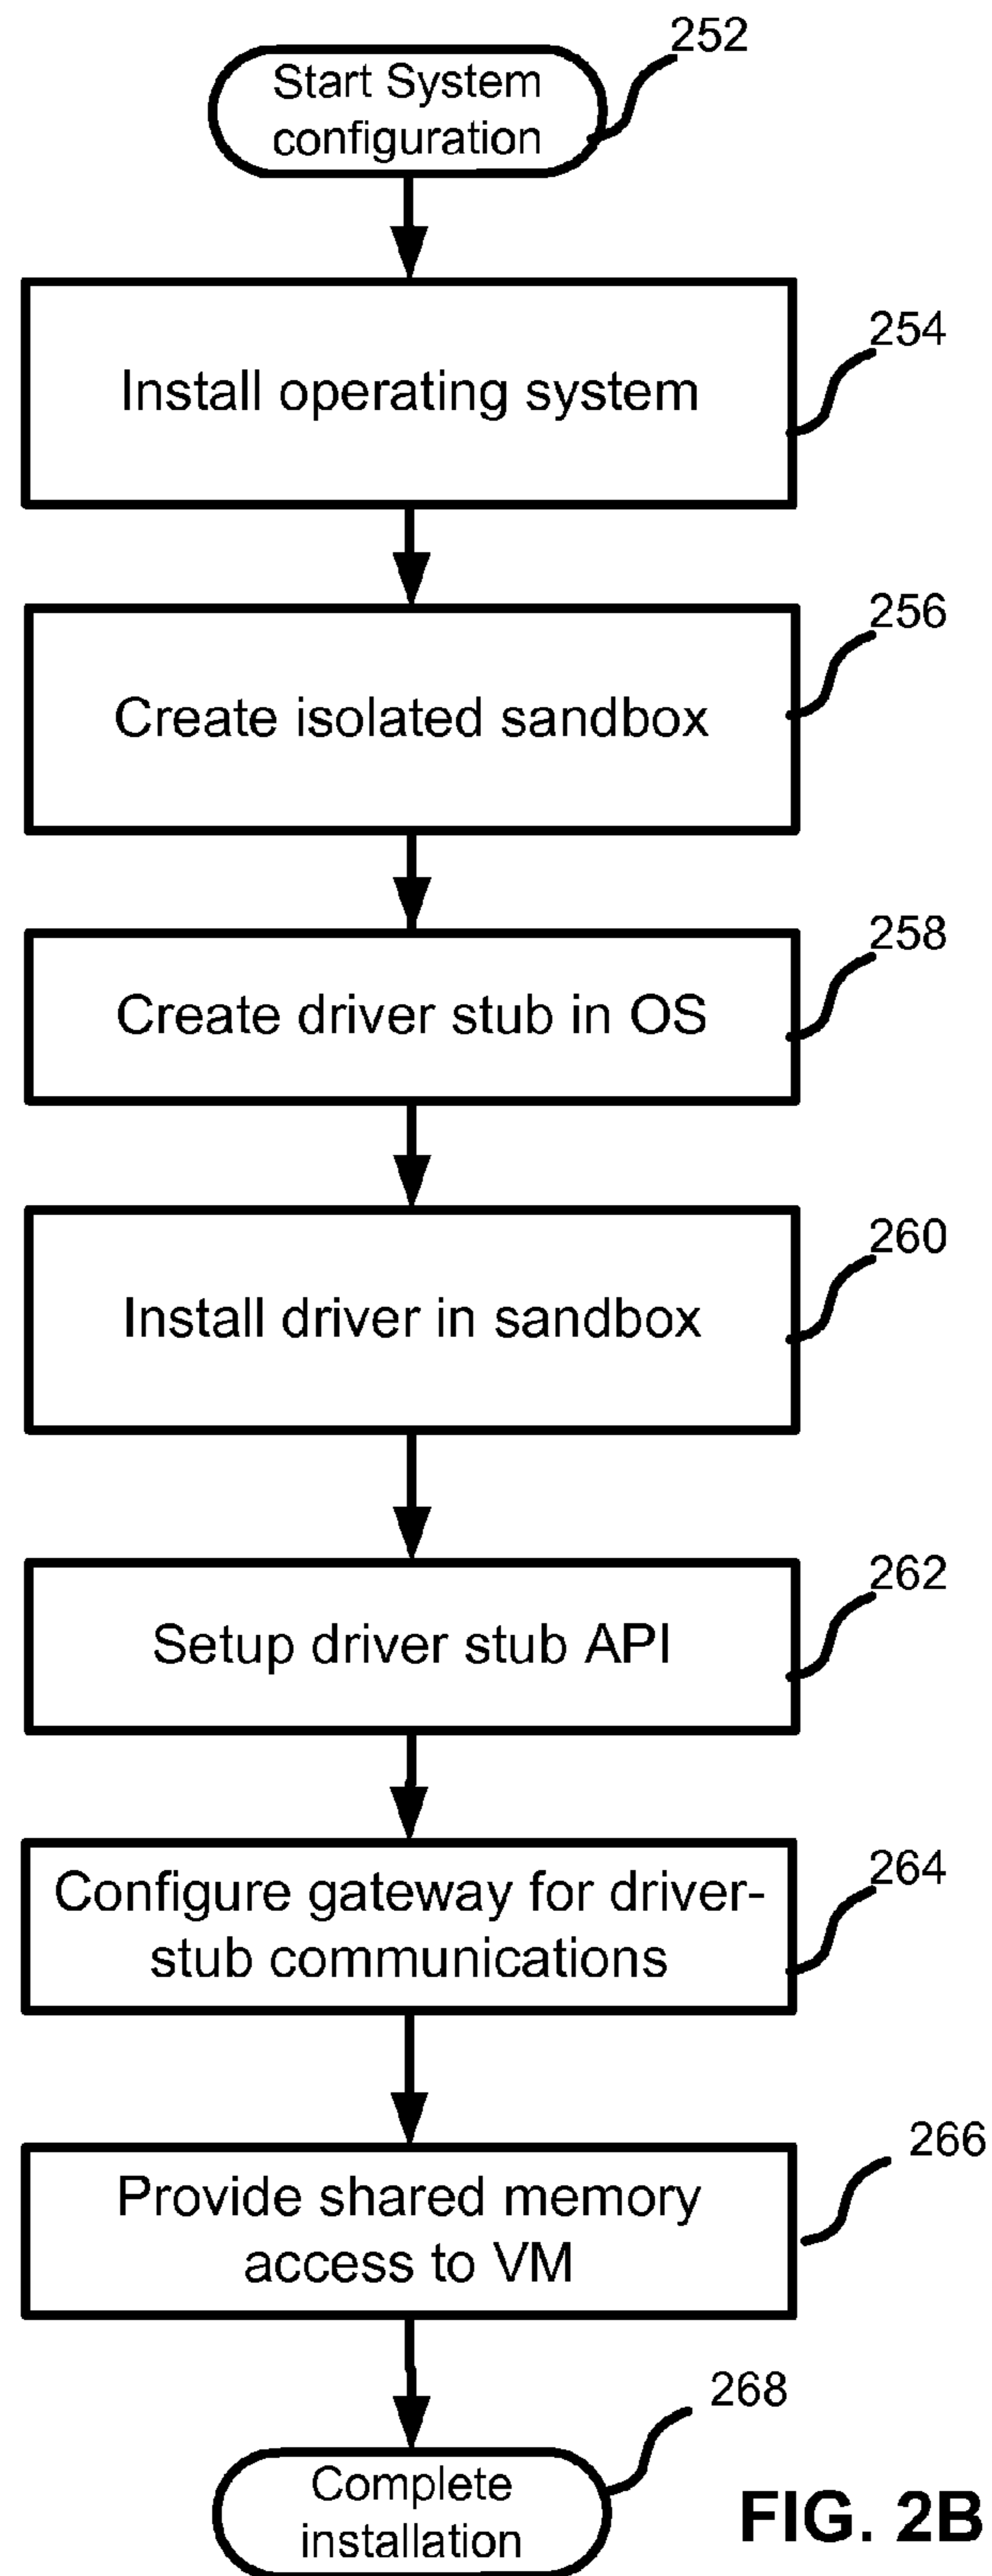 252
Start System
configuration
254
Install operating system
256
Create isolated sandbox
258
Create driver stub in OS
260
Install driver in sandbox
262
Setup driver stub API
264
Configure gateway for driver-
stub communications
266
Provide shared memory
access to VM
268
Complete
installation
FIG. 2B